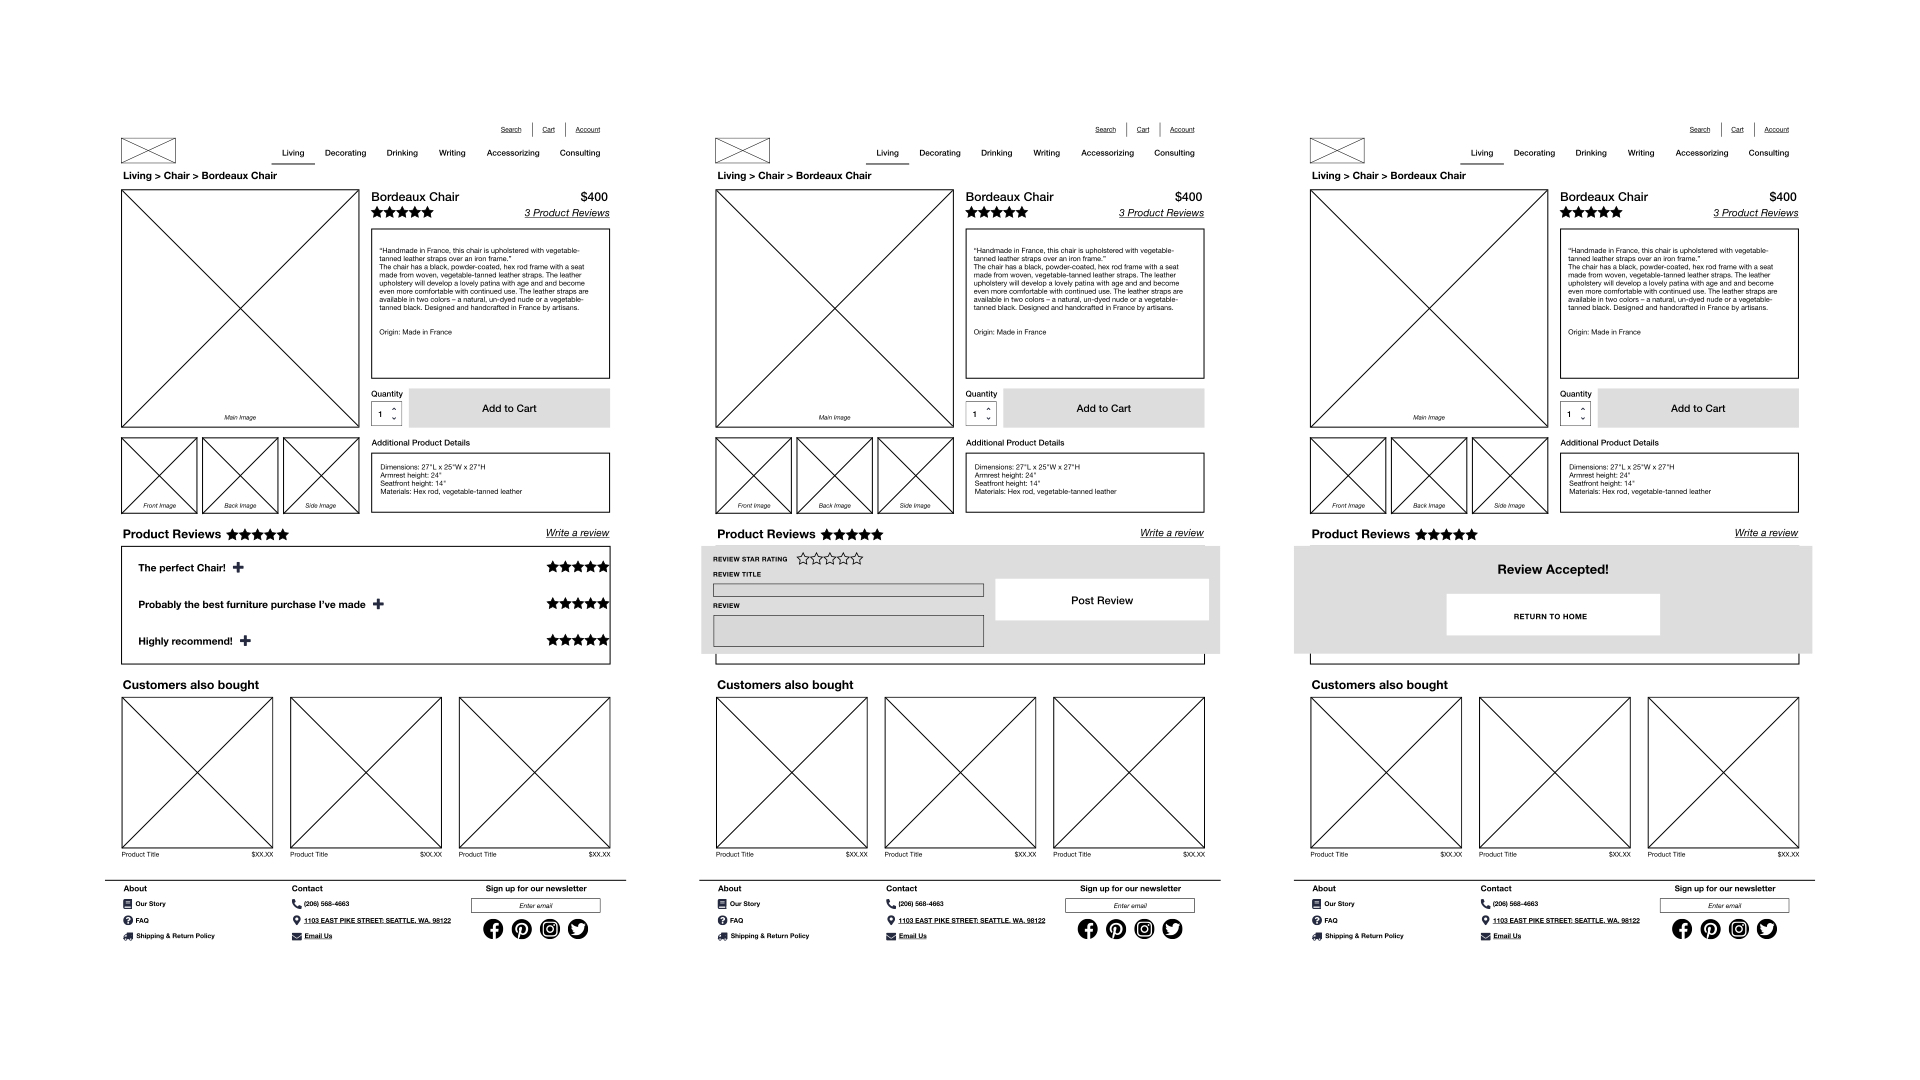 Search Cart Account
Living Decorating Drinking Writing Accessorizing Consulting
Living > Chair > Bordeaux Chair
Bordeaux Chair $400
3 Product Reviews
"Handmade in France, this chair is upholstered with vegetable-
tanned leather straps over an iron frame."
The chair has a black, powder-coated, hex rod frame with a seat
made from woven, vegetable-tanned leather straps. The leather
upholstery will develop a lovely patina with age and and become
even more comfortable with continued use. The leather straps are
available in two colors – a natural, un-dyed nude or a vegetable-
tanned black. Designed and handcrafted in France by artisans.
Origin: Made in France
Main Image
Quantity
1
Add to Cart
Front Image Back Image Side Image
Additional Product Details
Dimensions: 27"L x 25"W x 27"H
Armrest height: 24"
Seatfront height: 14"
Materials: Hex rod, vegetable-tanned leather
Product Reviews Write a review
The perfect Chair!
Probably the best furniture purchase I've made
Highly recommend!
Customers also bought
Product Title $XX.XX Product Title $XX.XX Product Title $XX.XX
About
Our Story
FAQ
Shipping & Return Policy
Contact
(206) 568-4663
1103 EAST PIKE STREET; SEATTLE, WA, 98122
Email Us
Sign up for our newsletter
Enter email
Search Cart Account
Living Decorating Drinking Writing Accessorizing Consulting
Living > Chair > Bordeaux Chair
Bordeaux Chair $400
3 Product Reviews
"Handmade in France, this chair is upholstered with vegetable-
tanned leather straps over an iron frame."
The chair has a black, powder-coated, hex rod frame with a seat
made from woven, vegetable-tanned leather straps. The leather
upholstery will develop a lovely patina with age and and become
even more comfortable with continued use. The leather straps are
available in two colors – a natural, un-dyed nude or a vegetable-
tanned black. Designed and handcrafted in France by artisans.
Origin: Made in France
Main Image
Quantity
1
Add to Cart
Front Image Back Image Side Image
Additional Product Details
Dimensions: 27"L x 25"W x 27"H
Armrest height: 24"
Seatfront height: 14"
Materials: Hex rod, vegetable-tanned leather
Product Reviews Write a review
REVIEW STAR RATING
REVIEW TITLE
REVIEW
Post Review
Customers also bought
Product Title $XX.XX Product Title $XX.XX Product Title $XX.XX
About
Our Story
FAQ
Shipping & Return Policy
Contact
(206) 568-4663
1103 EAST PIKE STREET; SEATTLE, WA, 98122
Email Us
Sign up for our newsletter
Enter email
Search Cart Account
Living Decorating Drinking Writing Accessorizing Consulting
Living > Chair > Bordeaux Chair
Bordeaux Chair $400
3 Product Reviews
"Handmade in France, this chair is upholstered with vegetable-
tanned leather straps over an iron frame."
The chair has a black, powder-coated, hex rod frame with a seat
made from woven, vegetable-tanned leather straps. The leather
upholstery will develop a lovely patina with age and and become
even more comfortable with continued use. The leather straps are
available in two colors – a natural, un-dyed nude or a vegetable-
tanned black. Designed and handcrafted in France by artisans.
Origin: Made in France
Main Image
Quantity
1
Add to Cart
Front Image Back Image Side Image
Additional Product Details
Dimensions: 27"L x 25"W x 27"H
Armrest height: 24"
Seatfront height: 14"
Materials: Hex rod, vegetable-tanned leather
Product Reviews Write a review
Review Accepted!
RETURN TO HOME
Customers also bought
Product Title $XX.XX Product Title $XX.XX Product Title $XX.XX
About
Our Story
FAQ
Shipping & Return Policy
Contact
(206) 568-4663
1103 EAST PIKE STREET; SEATTLE, WA, 98122
Email Us
Sign up for our newsletter
Enter email